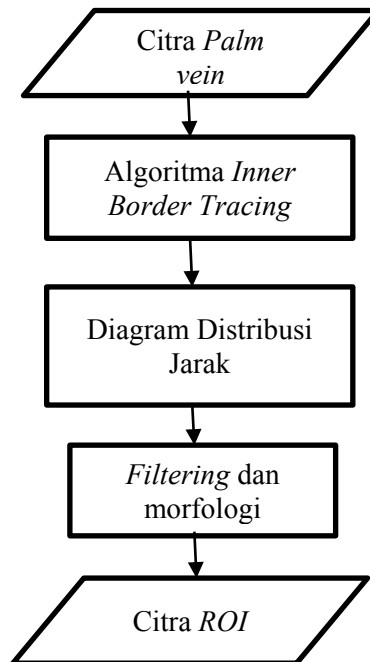 Citra Palm
vein
Algoritma Inner
Border Tracing
Diagram Distribusi
Jarak
Filtering dan
morfologi
Citra ROI